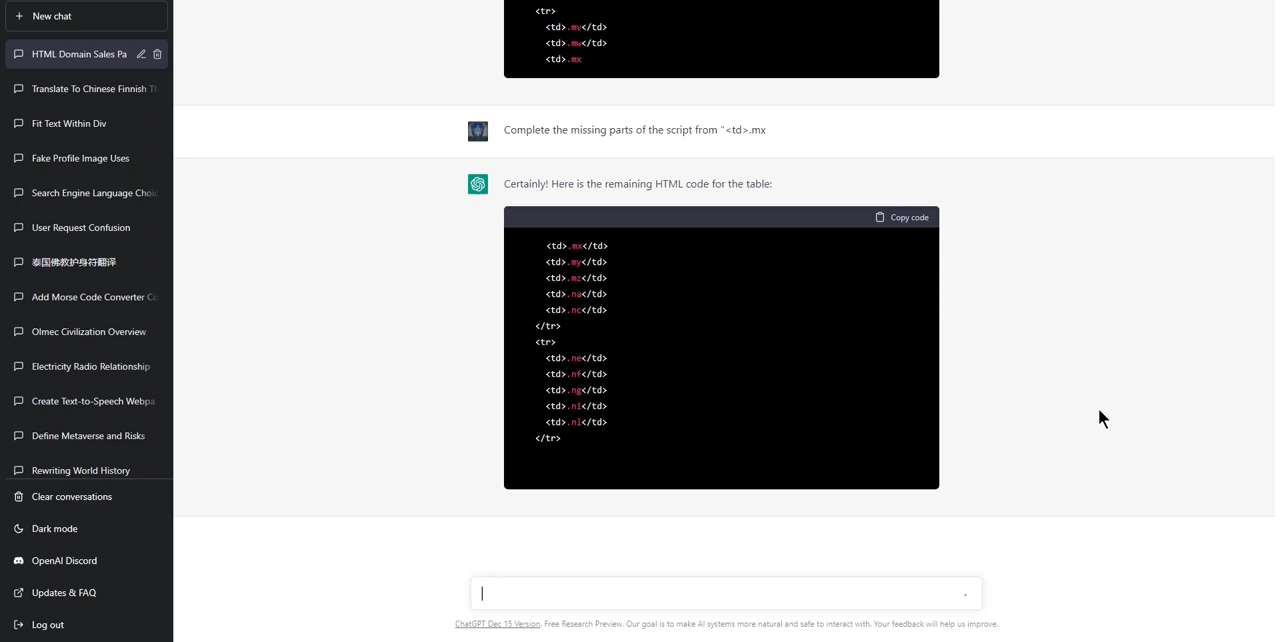 New chat
HTML Domain Sales Pa
Translate To Chinese Finnish Th
Fit Text Within Div
Fake Profile Image Uses
Search Engine Language Choic
User Request Confusion
泰国佛教护身符翻译
Add Morse Code Converter Co
Olmec Civilization Overview
Electricity Radio Relationship
Create Text-to-Speech Webpa
Define Metaverse and Risks
Rewriting World History
Clear conversations
Dark mode
OpenAI Discord
Updates & FAQ
Log out
<tr>
<td>.mv</td>
<td>.mw</td>
<td>.mx
Complete the missing parts of the script from "<td>.mx
Certainly! Here is the remaining HTML code for the table:
Copy code
<td>.mx</td>
<td>.my</td>
<td>.mz</td>
<td>.na</td>
<td>.nc</td>
</tr>
<tr>
<td>.ne</td>
<td>.nf</td>
<td>.ng</td>
<td>.ni</td>
<td>.nl</td>
</tr>
ChatGPT Dec 15 Version. Free Research Preview. Our goal is to make AI systems more natural and safe to interact with. Your feedback will help us improve.